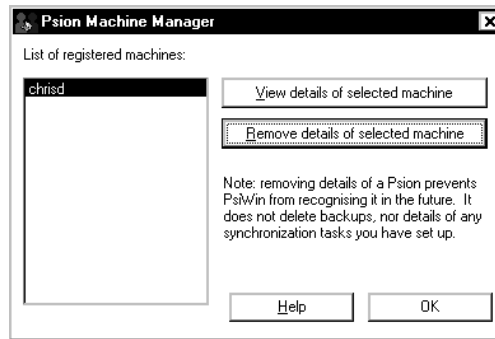 Psion Machine Manager
List of registered machines:
chrisd
View details of selected machine
Remove details of selected machine
Note: removing details of a Psion prevents
PsiWin from recognising it in the future. It
does not delete backups, nor details of any
synchronization tasks you have set up.
Help
OK